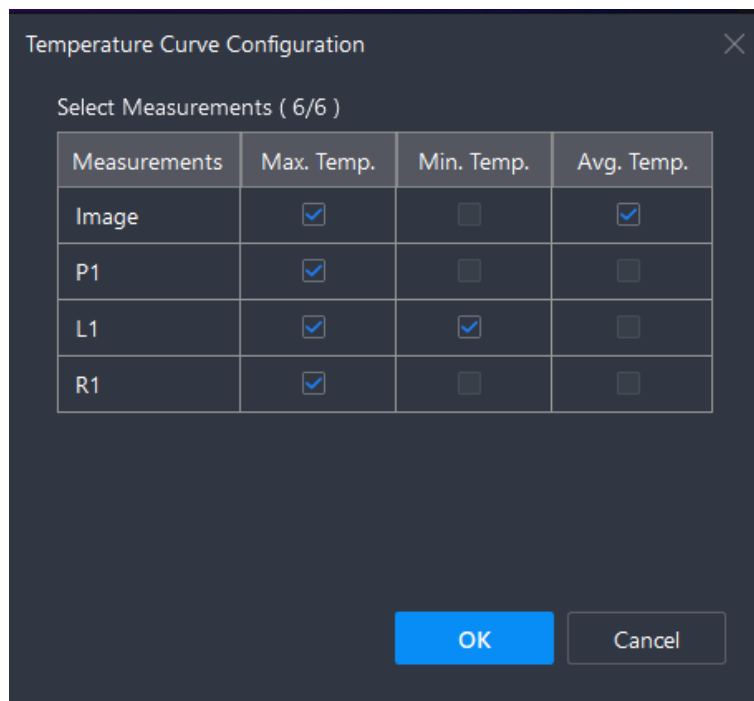 Temperature Curve Configuration
Select Measurements ( 6/6 )
Measurements Max. Temp. Min. Temp. Avg. Temp.
Image
P1
L1
R1
OK Cancel